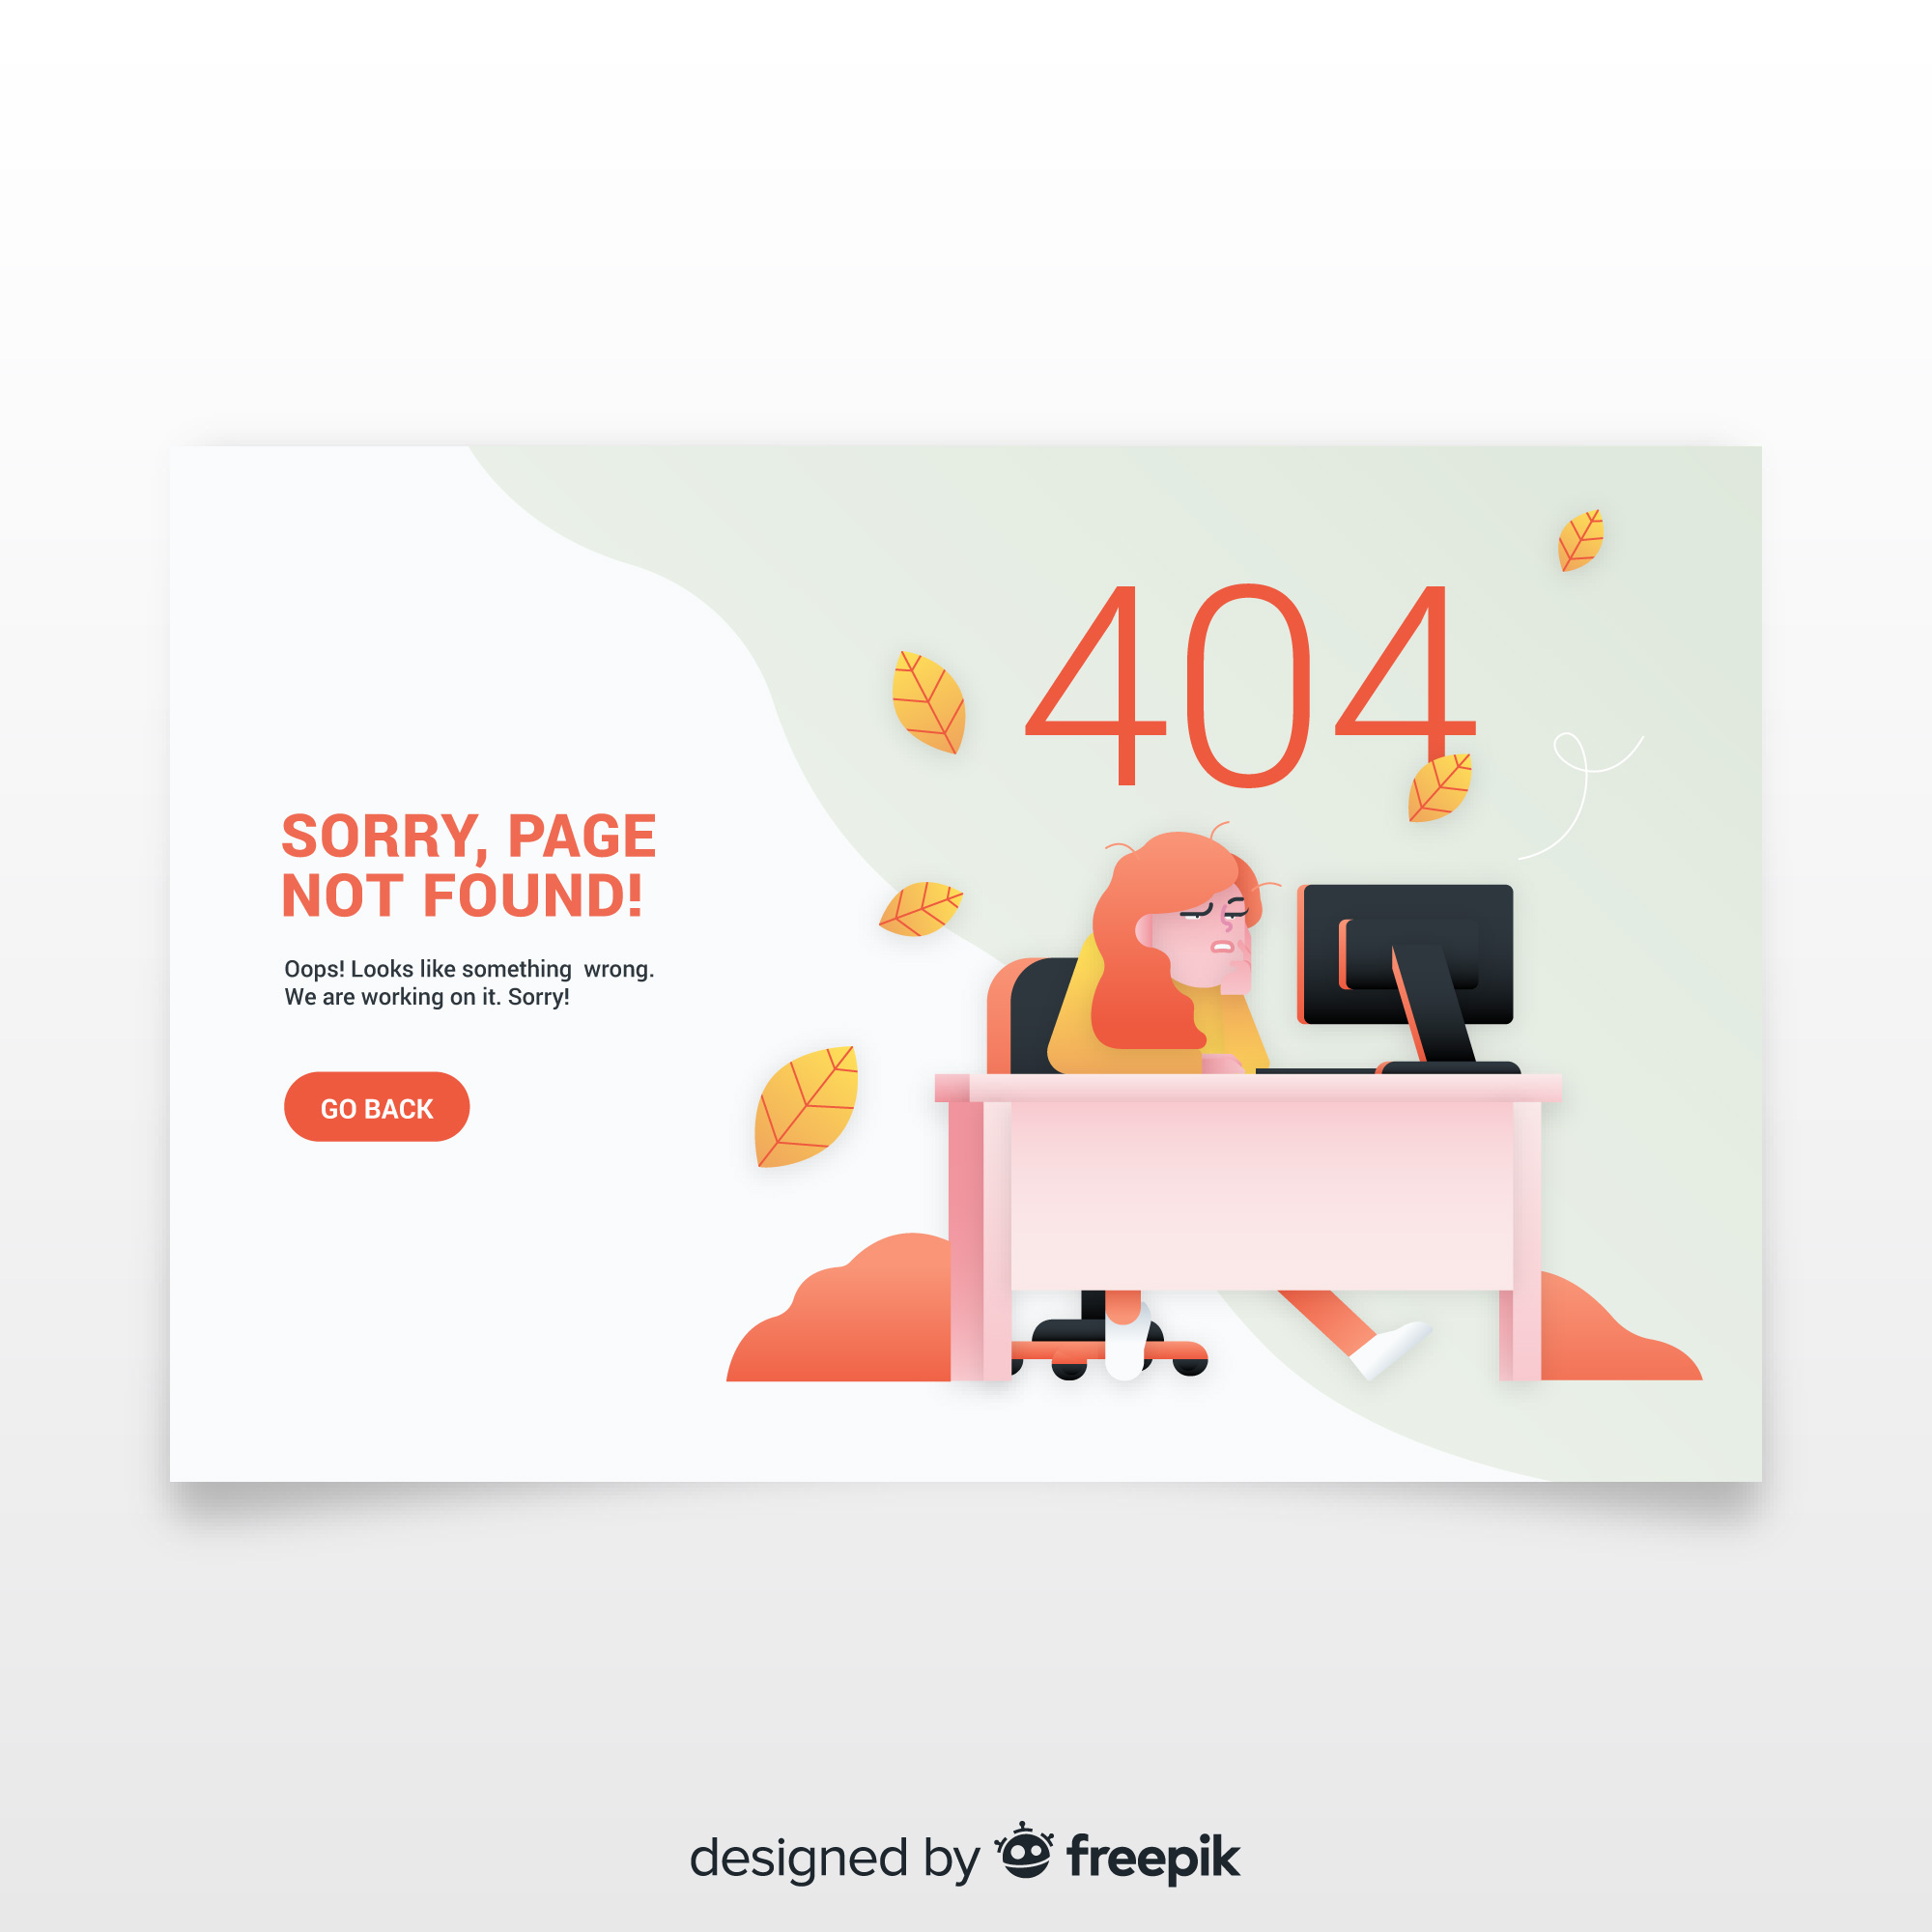 404
SORRY, PAGE
NOT FOUND!
Oops! Looks like something  wrong.
We are working on it. Sorry!
GO BACK
designed by freepik